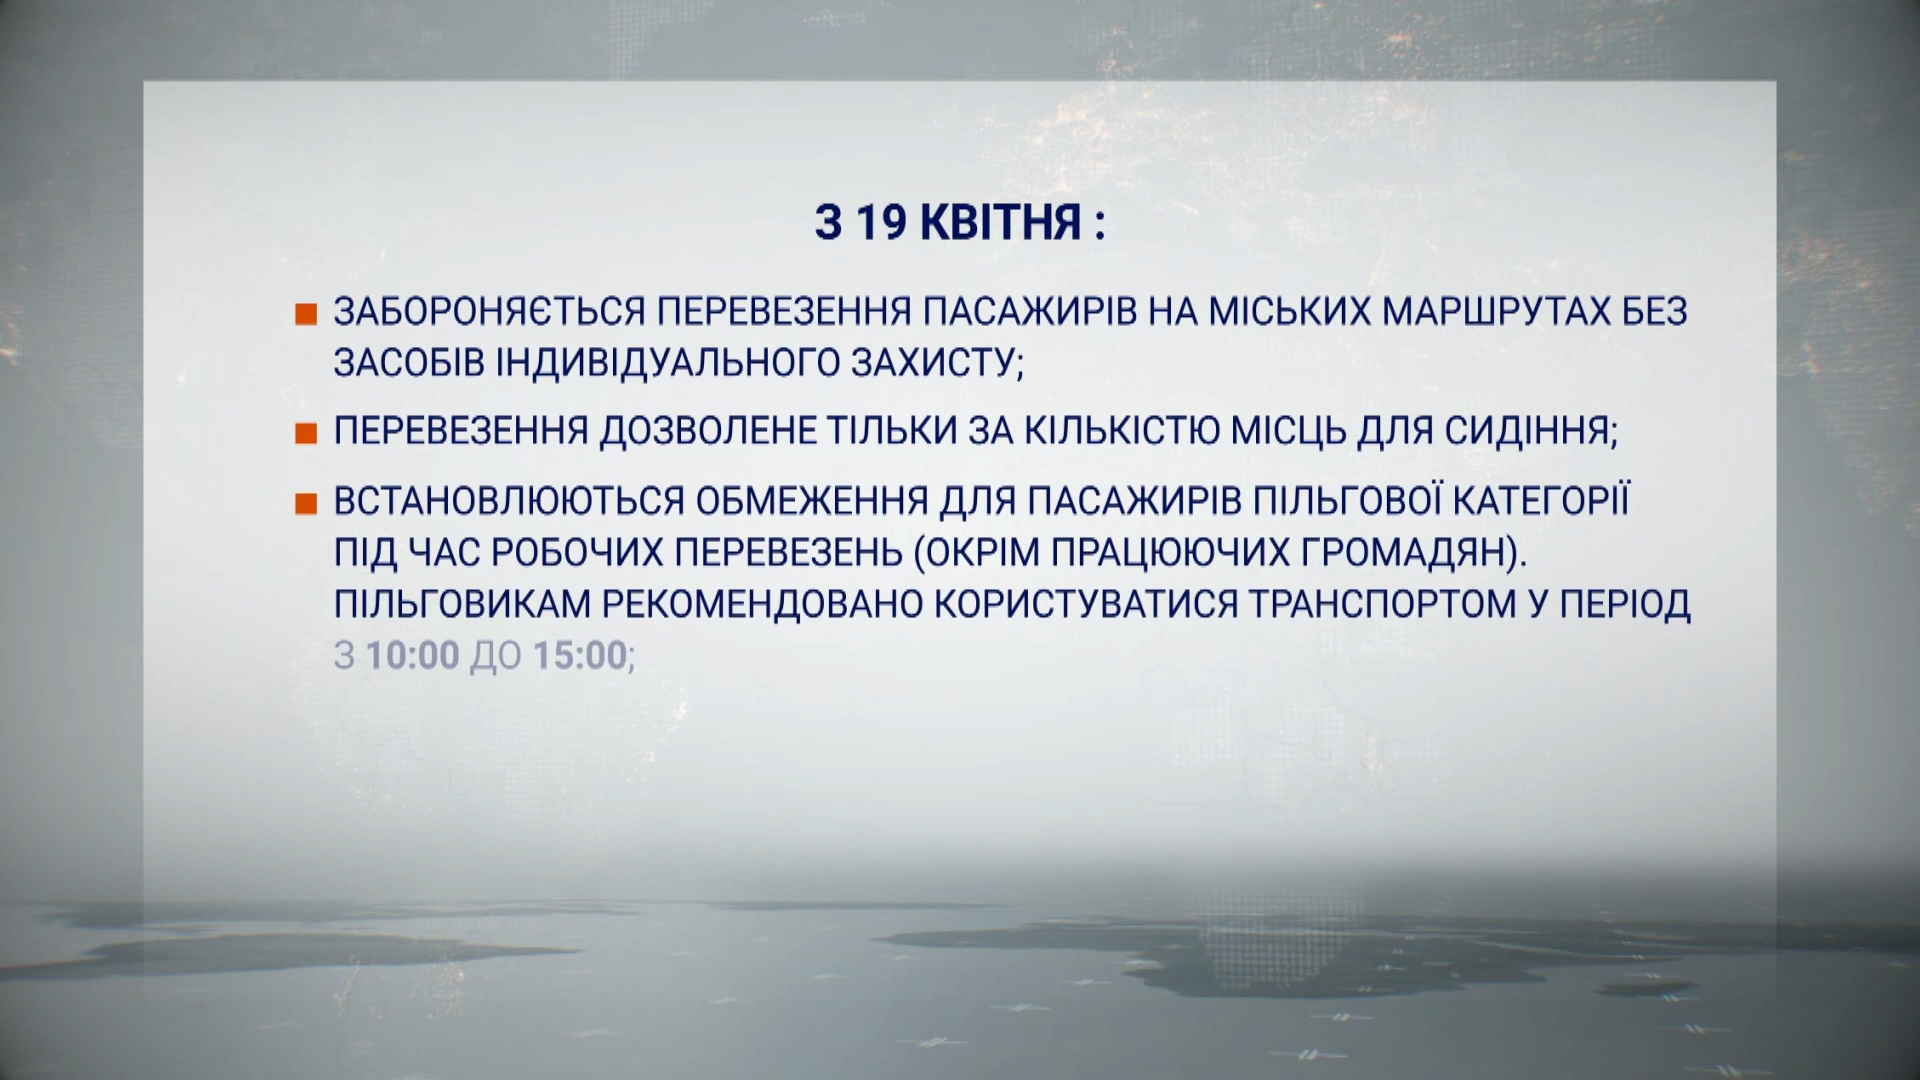 З 19 КВІТНЯ :
ЗАБОРОНЯЄТЬСЯ ПЕРЕВЕЗЕННЯ ПАСАЖИРІВ НА МІСЬКИХ МАРШРУТАХ БЕЗ
ЗАСОБІВ ІНДИВІДУАЛЬНОГО ЗАХИСТУ;
ПЕРЕВЕЗЕННЯ ДОЗВОЛЕНЕ ТІЛЬКИ ЗА КІЛЬКІСТЮ МІСЦЬ ДЛЯ СИДІННЯ;
ВСТАНОВЛЮЮТЬСЯ ОБМЕЖЕННЯ ДЛЯ ПАСАЖИРІВ ПІЛЬГОВОЇ КАТЕГОРІЇ
ПІД ЧАС РОБОЧИХ ПЕРЕВЕЗЕНЬ (ОКРІМ ПРАЦЮЮЧИХ ГРОМАДЯН).
ПІЛЬГОВИКАМ РЕКОМЕНДОВАНО КОРИСТУВАТИСЯ ТРАНСПОРТОМ У ПЕРІОД
З 10:00 ДО 15:00;